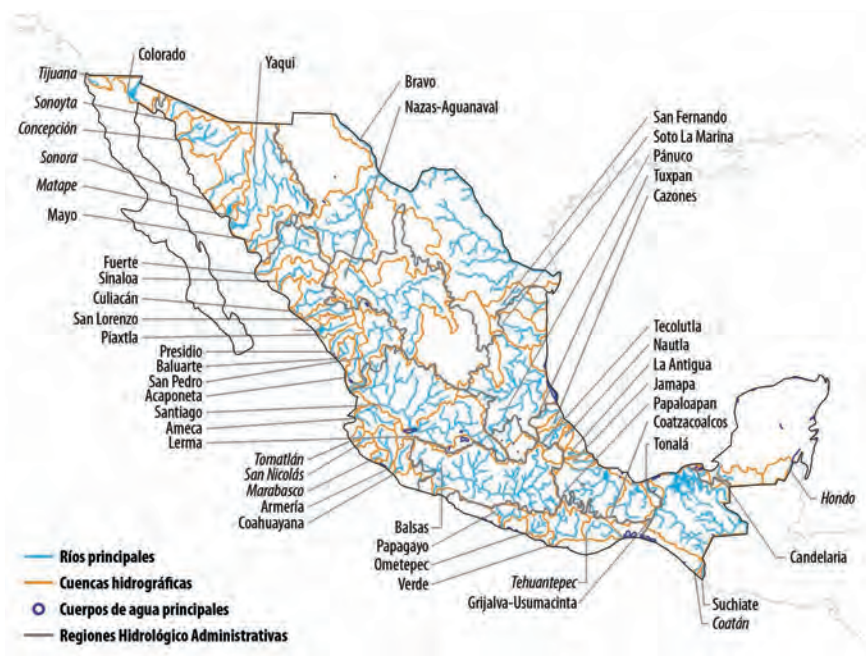 Colorado
Tijuana
Yaqui
Bravo
Sonoyta
Nazas-Aguanaval
Concepción
Sonora
Matape
Mayo
San Fernando
Soto La Marina
Pánuco
Tuxpan
Cazones
Fuerte
Sinaloa
Culiacán
San Lorenzo
Piaxtla
Presidio
Baluarte
San Pedro
Acaponeta
Santiago
Ameca
Lerma
Tomatlán
San Nicolás
Marabasco
Armería
Coahuayana
Tecolutla
Nautla
La Antigua
Jamapa
Papaloapan
Coatzacoalcos
Tonalá
Hondo
Candelaria
Balsas
Papagayo
Ometepec
Verde
Tehuantepec
Grijalva-Usumacinta
Suchiate
Coatán
Ríos principales
Cuencas hidrográficas
Cuerpos de agua principales
Regiones Hidrológico Administrativas